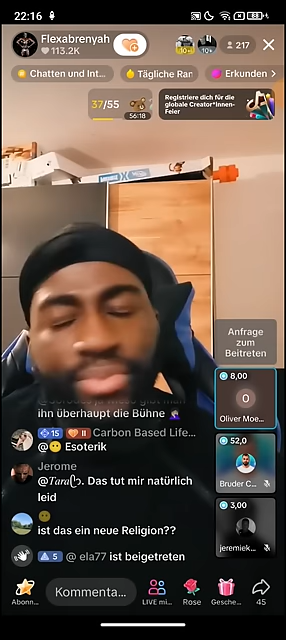 22:16
Flexabrenyah
113.2K
10+
10+
217
Chatten und Int...
Tägliche Ran
Erkunden >
37/55
56:18
Registriere dich für die
globale Creator*innen-
Feier
Anfrage
zum
Beitreten
8,00
O
Oliver Moe...
52,0
Bruder C...
3,00
jeremiek...
ihn überhaupt die Bühne 🤦🏻‍♀️
15 II Carbon Based Life...
@😶 Esoterik
Jerome
@Tara. Das tut mir natürlich
leid
😶
ist das ein neue Religion??
5 @ ela77 ist beigetreten
Abonn...
Kommenta...
LIVE mi...
Rose
Gesche...
45